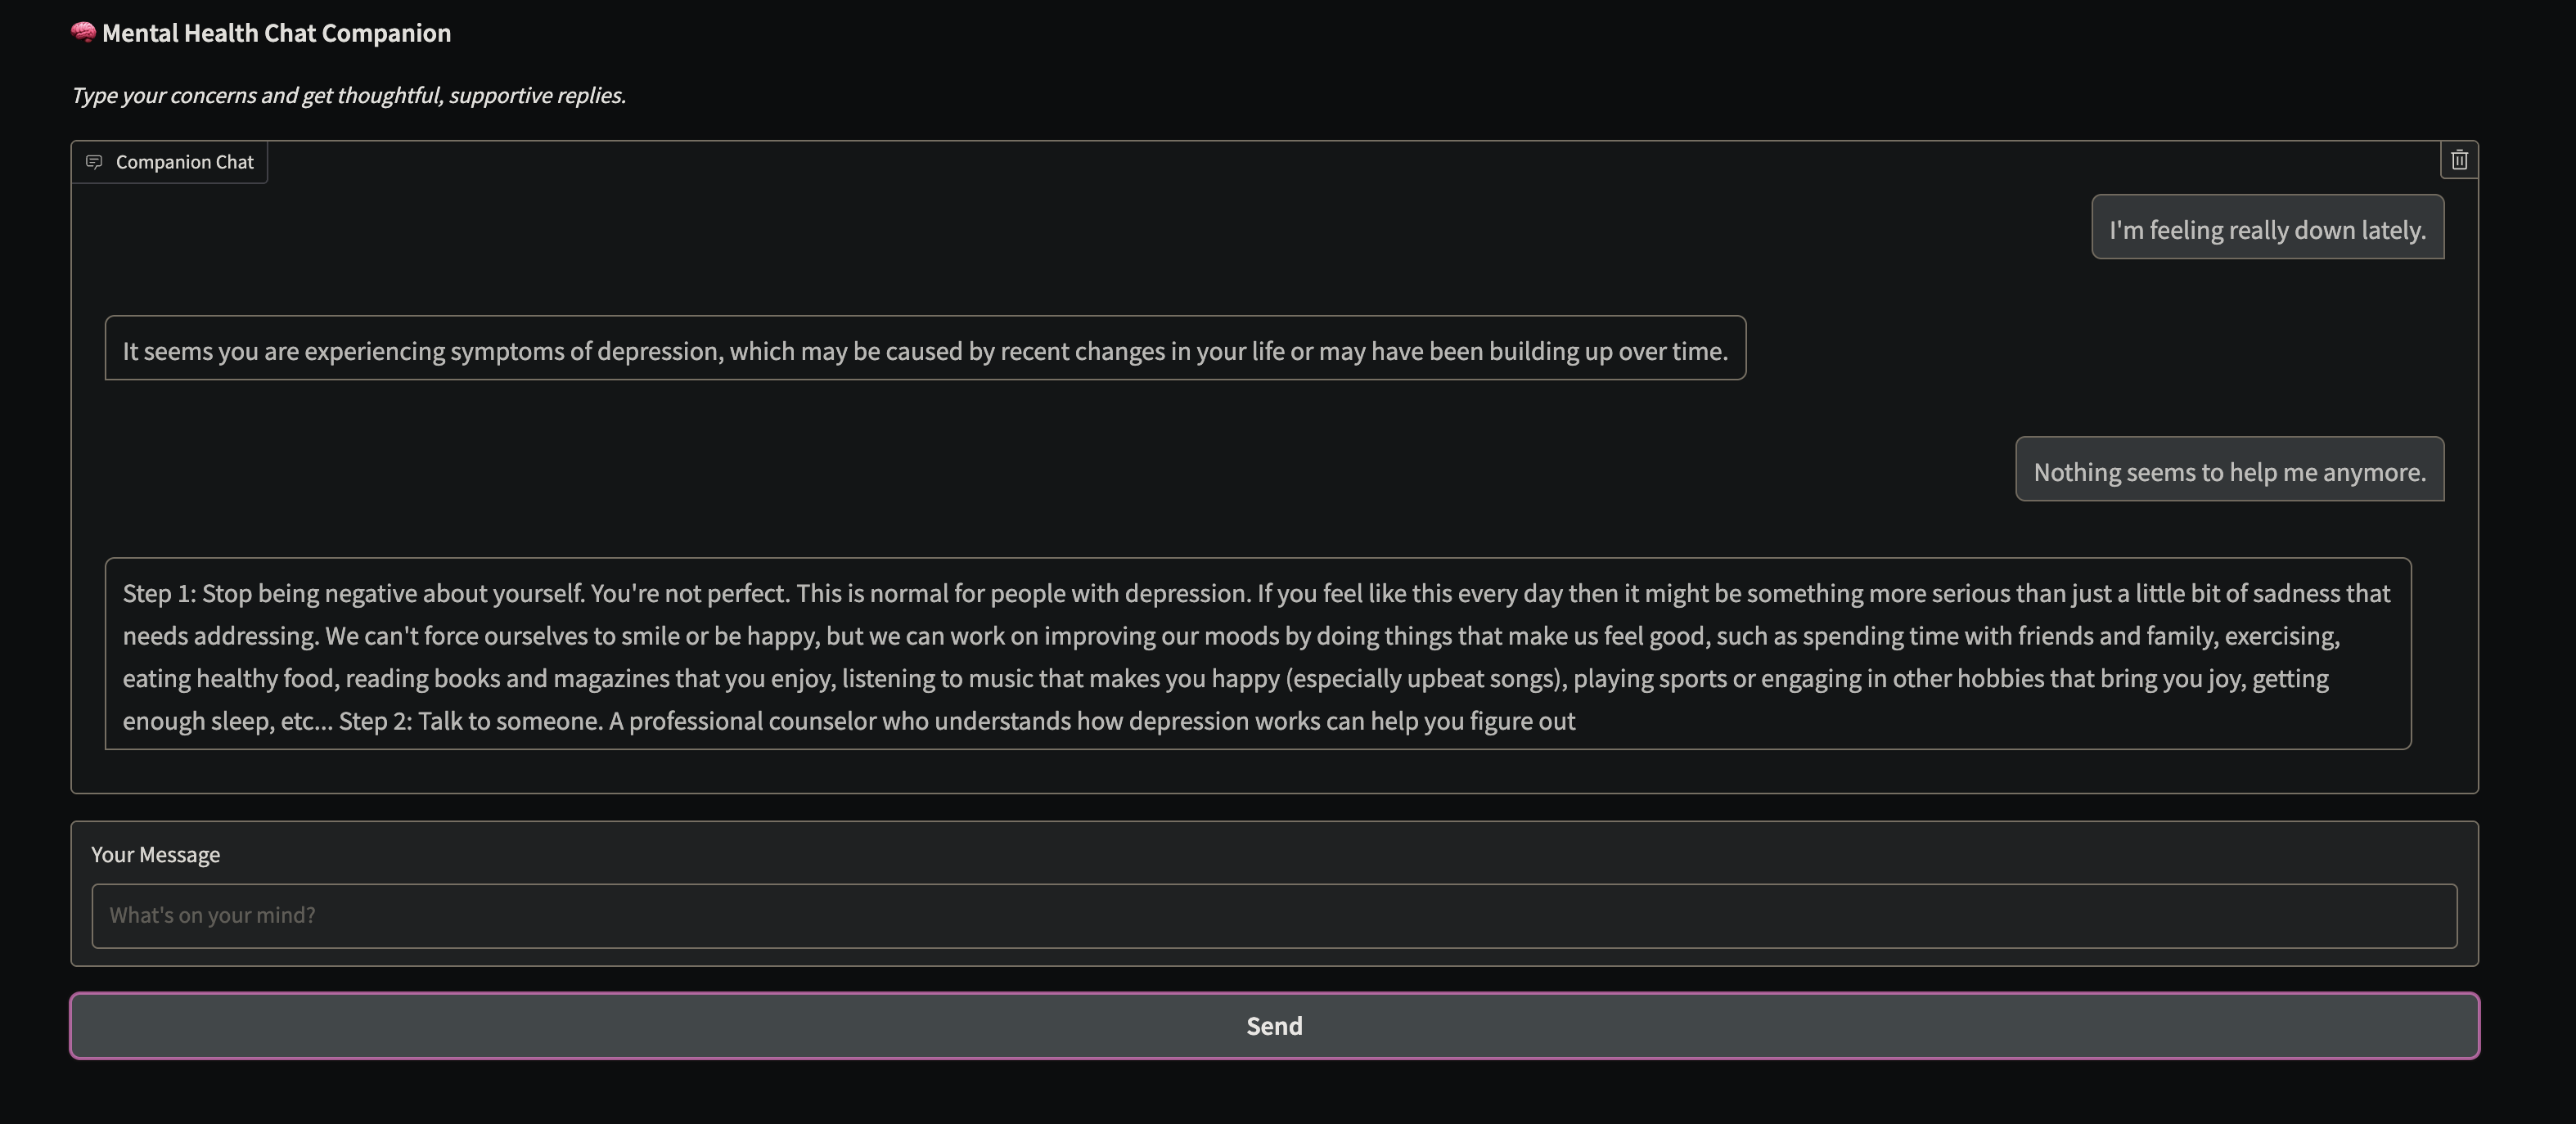 🧠 Mental Health Chat Companion
Type your concerns and get thoughtful, supportive replies.
Companion Chat
I'm feeling really down lately.
It seems you are experiencing symptoms of depression, which may be caused by recent changes in your life or may have been building up over time.
Nothing seems to help me anymore.
Step 1: Stop being negative about yourself. You're not perfect. This is normal for people with depression. If you feel like this every day then it might be something more serious than just a little bit of sadness that
needs addressing. We can't force ourselves to smile or be happy, but we can work on improving our moods by doing things that make us feel good, such as spending time with friends and family, exercising,
eating healthy food, reading books and magazines that you enjoy, listening to music that makes you happy (especially upbeat songs), playing sports or engaging in other hobbies that bring you joy, getting
enough sleep, etc... Step 2: Talk to someone. A professional counselor who understands how depression works can help you figure out
Your Message
What's on your mind?
Send